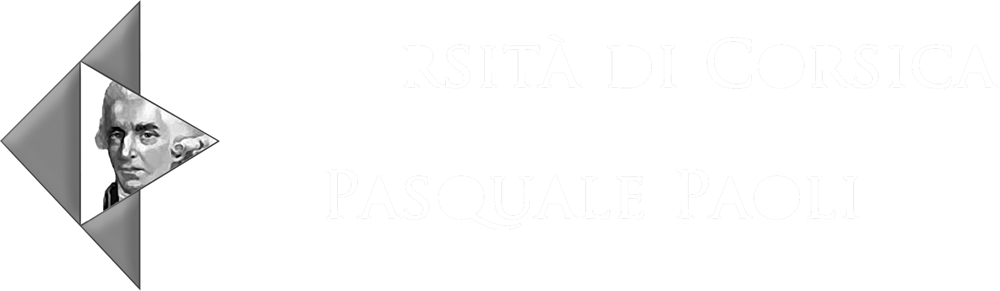 RSITÀ DI CORSICA
PASQUALE PAOLI